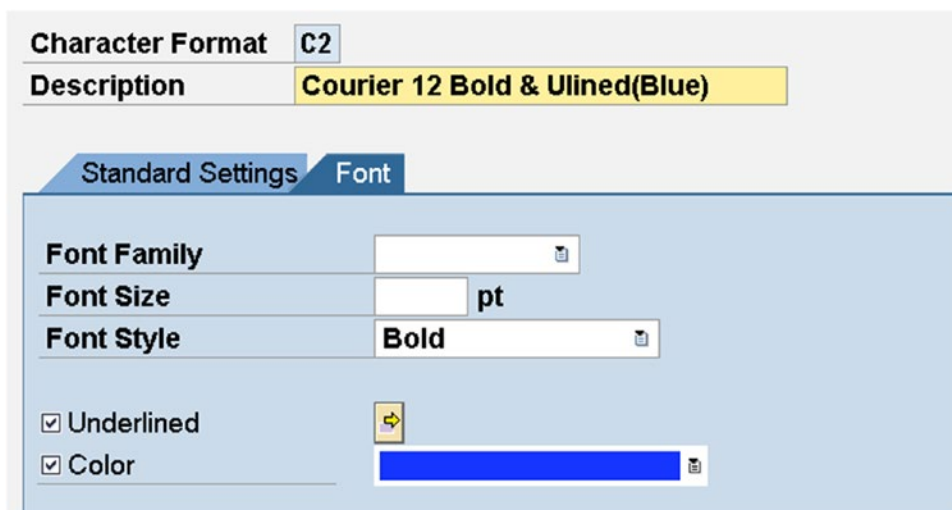 Character Format C2
Description Courier 12 Bold & Ulined(Blue)
Standard Settings Font
Font Family
Font Size pt
Font Style Bold
Underlined
Color